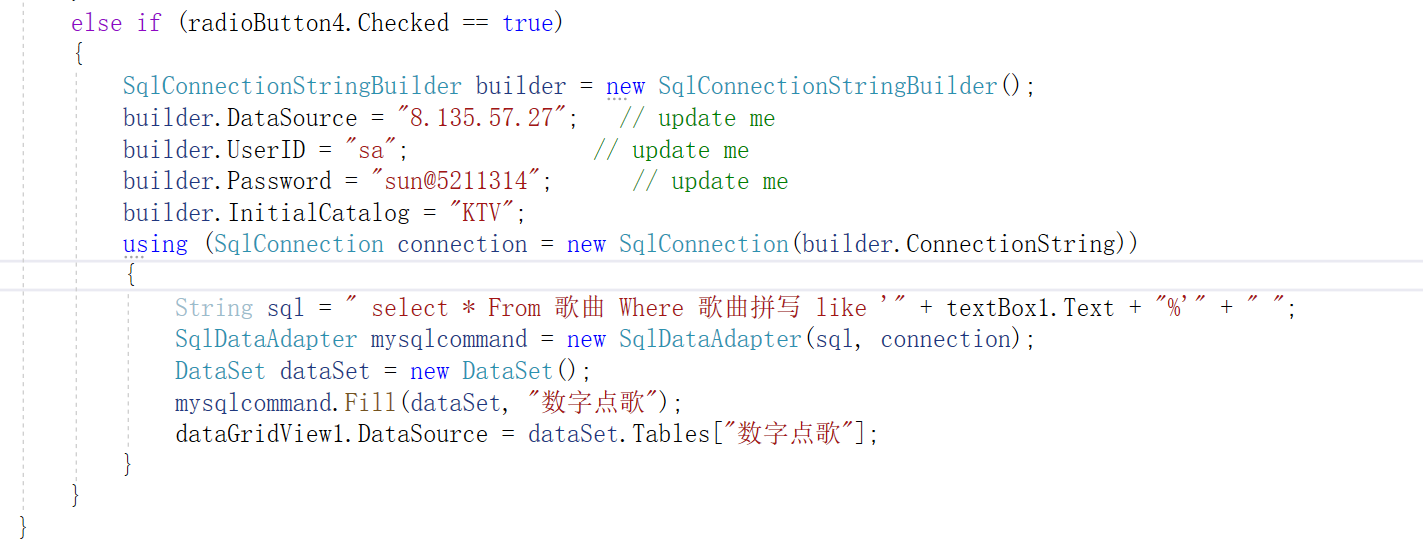 else if (radioButton4.Checked == true)
{
SqlConnectionStringBuilder builder = new SqlConnectionStringBuilder();
builder.DataSource = "8.135.57.27";   // update me
builder.UserID = "sa";              // update me
builder.Password = "sun@5211314";      // update me
builder.InitialCatalog = "KTV";
using (SqlConnection connection = new SqlConnection(builder.ConnectionString))
{
String sql = " select * From 歌曲 Where 歌曲拼写 like '" + textBox1.Text + "%'" + " ";
SqlDataAdapter mysqlcommand = new SqlDataAdapter(sql, connection);
DataSet dataSet = new DataSet();
mysqlcommand.Fill(dataSet, "数字点歌");
dataGridView1.DataSource = dataSet.Tables["数字点歌"];
}
}
}